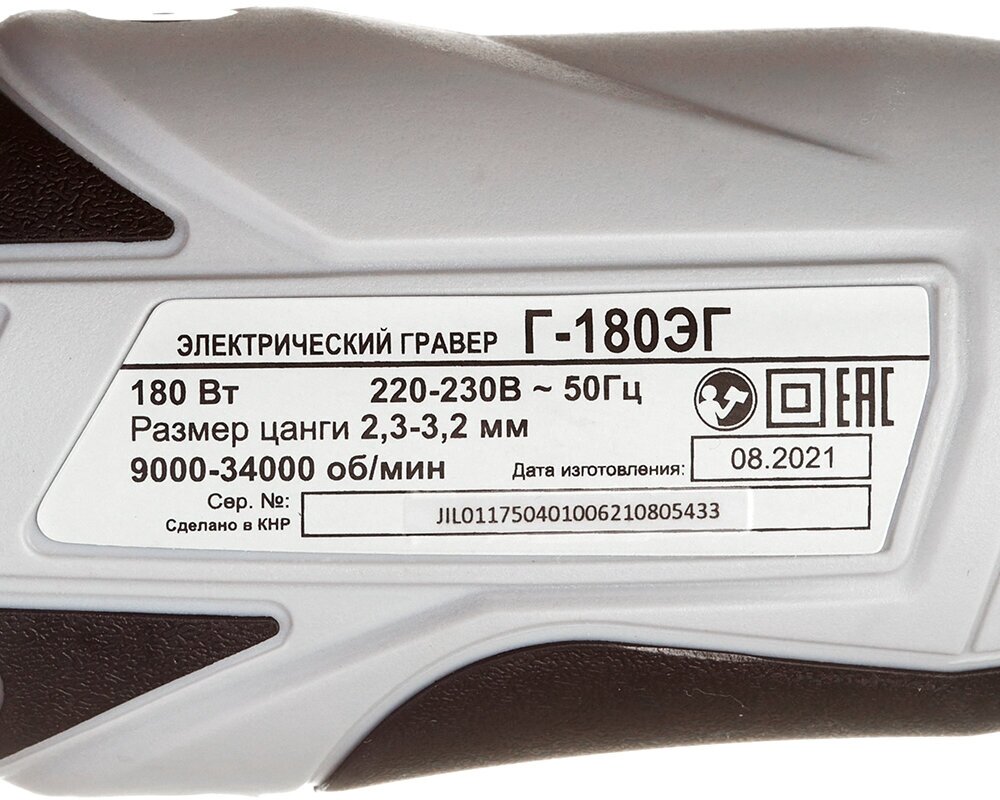 ЭЛЕКТРИЧЕСКИЙ ГРАВЕР Г-180ЭГ
180 Вт 220-230В ~ 50Гц
EAC
Размер цанги 2,3-3,2 мм
9000-34000 об/мин Дата изготовления: 08.2021
Сер. №: JIL011750401006210805433
Сделано в КНР